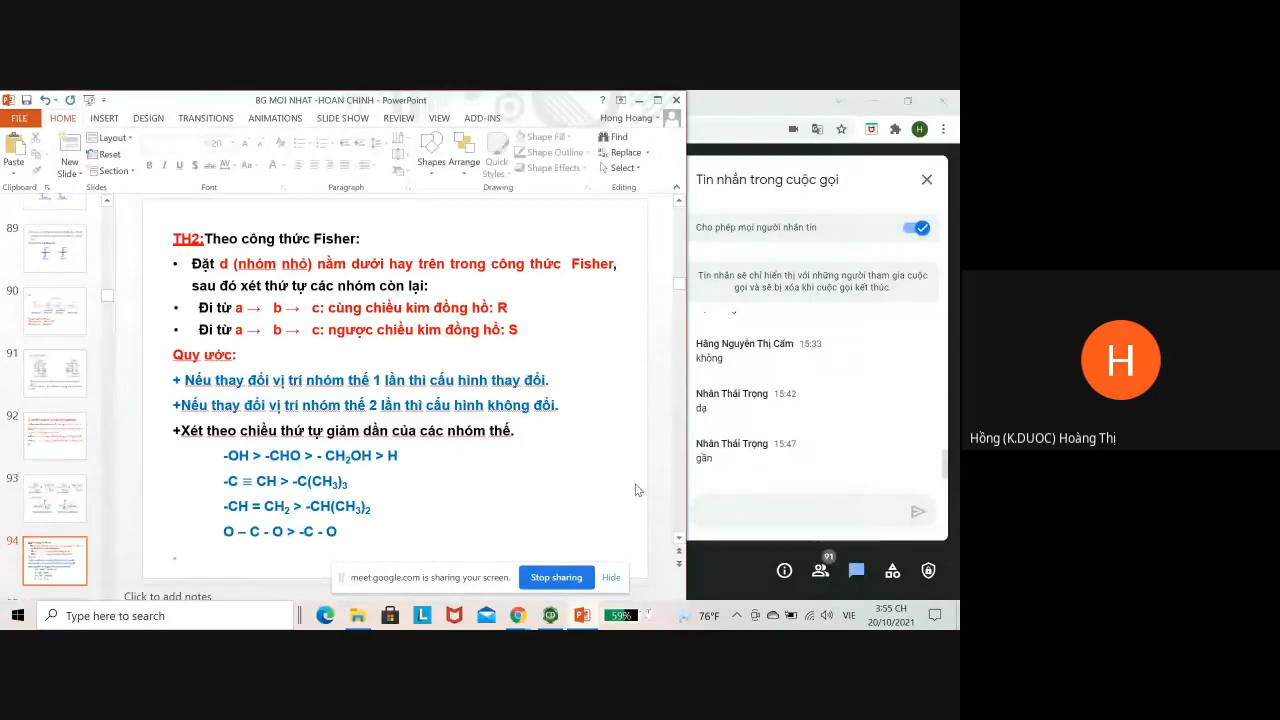 BG MOI NHAT -HOAN CHINH - PowerPoint
FILE HOME INSERT DESIGN TRANSITIONS ANIMATIONS SLIDE SHOW REVIEW VIEW ADD-INS Hong Hoang
Paste
New Slide
Layout
Reset
Section
20
B I U S abc AV Aa A
Shapes Arrange Quick Styles
Shape Fill
Shape Outline
Shape Effects
Find
Replace
Select
Clipboard Slides Font Paragraph Drawing Editing
89
90
91
92
93
94
TH2:Theo công thức Fisher:
• Đặt d (nhóm nhỏ) nằm dưới hay trên trong công thức Fisher,
sau đó xét thứ tự các nhóm còn lại:
• Đi từ a → b → c: cùng chiều kim đồng hồ: R
• Đi từ a → b → c: ngược chiều kim đồng hồ: S
Quy ước:
+ Nếu thay đổi vị trí nhóm thế 1 lần thì cấu hình thay đổi.
+Nếu thay đổi vị trí nhóm thế 2 lần thì cấu hình không đổi.
+Xét theo chiều thứ tự giảm dần của các nhóm thế.
-OH > -CHO > - CH₂OH > H
-C ≡ CH > -C(CH₃)₃
-CH = CH₂ > -CH(CH₃)₂
O – C - O > -C - O
Click to add notes
meet.google.com is sharing your screen. Stop sharing Hide
Tin nhắn trong cuộc gọi
Cho phép mọi người nhắn tin
Tin nhắn sẽ chỉ hiển thị với những người tham gia cuộc
gọi và sẽ bị xóa khi cuộc gọi kết thúc.
Hằng Nguyễn Thị Cẩm 15:33
không
Nhân Thái Trọng 15:42
dạ
Nhân Thái Trọng 15:47
gần
91
H
H
Hồng (K.DUOC) Hoàng Thị
Type here to search
59%
76°F
VIE
3:55 CH
20/10/2021